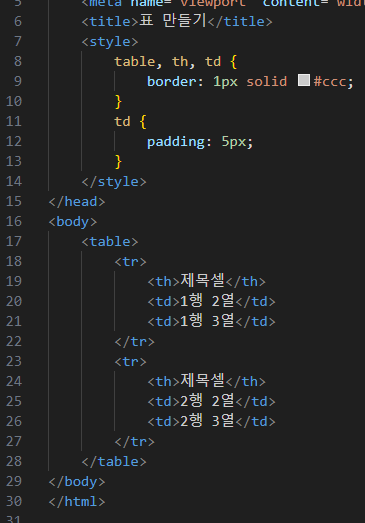 5 <meta name="viewport" content="wid
6 <title>표 만들기</title>
7 <style>
8 table, th, td {
9 border: 1px solid #ccc;
10 }
11 td {
12 padding: 5px;
13 }
14 </style>
15 </head>
16 <body>
17 <table>
18 <tr>
19 <th>제목셀</th>
20 <td>1행 2열</td>
21 <td>1행 3열</td>
22 </tr>
23 <tr>
24 <th>제목셀</th>
25 <td>2행 2열</td>
26 <td>2행 3열</td>
27 </tr>
28 </table>
29 </body>
30 </html>
31